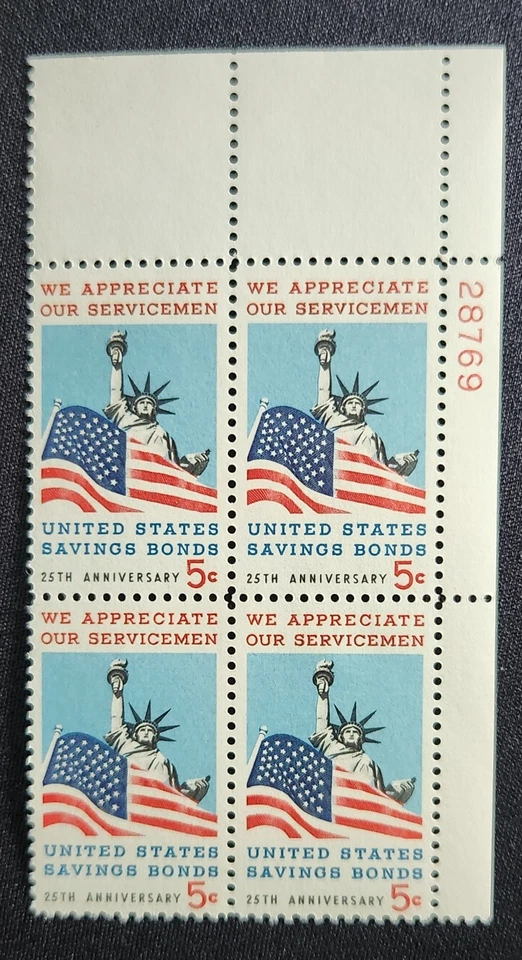 WE APPRECIATE
OUR SERVICEMEN
UNITED STATES
SAVINGS BONDS
25TH ANNIVERSARY 5c
WE APPRECIATE
OUR SERVICEMEN
UNITED STATES
SAVINGS BONDS
25TH ANNIVERSARY 5c
28769
WE APPRECIATE
OUR SERVICEMEN
UNITED STATES
SAVINGS BONDS
25TH ANNIVERSARY 5c
WE APPRECIATE
OUR SERVICEMEN
UNITED STATES
SAVINGS BONDS
25TH ANNIVERSARY 5c